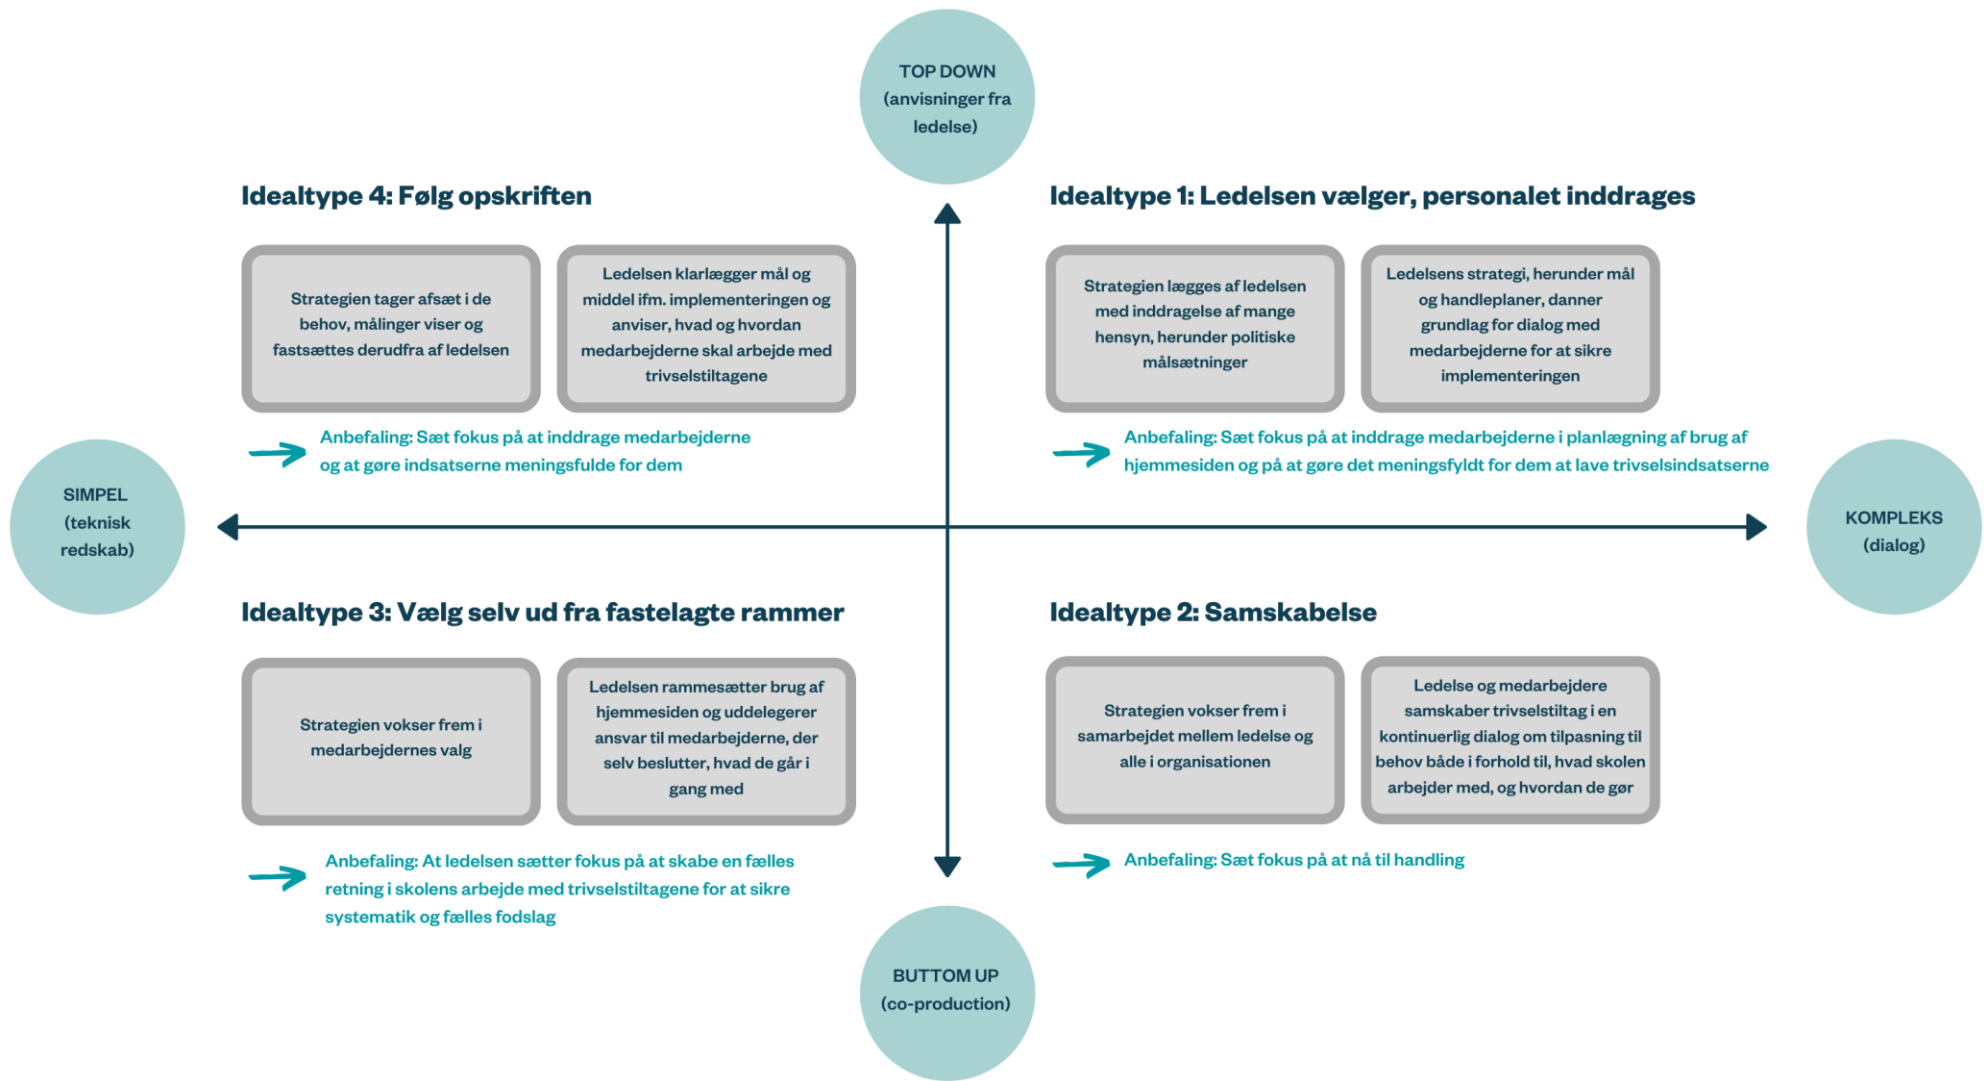 TOP DOWN
(anvisninger fra
ledelse)
Idealtype 4: Følg opskriften
Strategien tager afsæt i de
behov, målinger viser og
fastsættes derudfra af ledelsen
Ledelsen klarlægger mål og
middel ifm. implementeringen og
anviser, hvad og hvordan
medarbejderne skal arbejde med
trivselstiltagene
Anbefaling: Sæt fokus på at inddrage medarbejderne
og at gøre indsatserne meningsfulde for dem
Idealtype 1: Ledelsen vælger, personalet inddrages
Strategien lægges af ledelsen
med inddragelse af mange
hensyn, herunder politiske
målsætninger
Ledelsens strategi, herunder mål
og handleplaner, danner
grundlag for dialog med
medarbejderne for at sikre
implementeringen
Anbefaling: Sæt fokus på at inddrage medarbejderne i planlægning af brug af
hjemmesiden og på at gøre det meningsfyldt for dem at lave trivselsindsatserne
SIMPEL
(teknisk
redskab)
KOMPLEKS
(dialog)
Idealtype 3: Vælg selv ud fra fastelagte rammer
Strategien vokser frem i
medarbejdernes valg
Ledelsen rammesætter brug af
hjemmesiden og uddelegerer
ansvar til medarbejderne, der
selv beslutter, hvad de går i
gang med
Anbefaling: At ledelsen sætter fokus på at skabe en fælles
retning i skolens arbejde med trivselstiltagene for at sikre
systematik og fælles fodslag
Idealtype 2: Samskabelse
Strategien vokser frem i
samarbejdet mellem ledelse og
alle i organisationen
Ledelse og medarbejdere
samskaber trivselstiltag i en
kontinuerlig dialog om tilpasning til
behov både i forhold til, hvad skolen
arbejder med, og hvordan de gør
Anbefaling: Sæt fokus på at nå til handling
BUTTOM UP
(co-production)